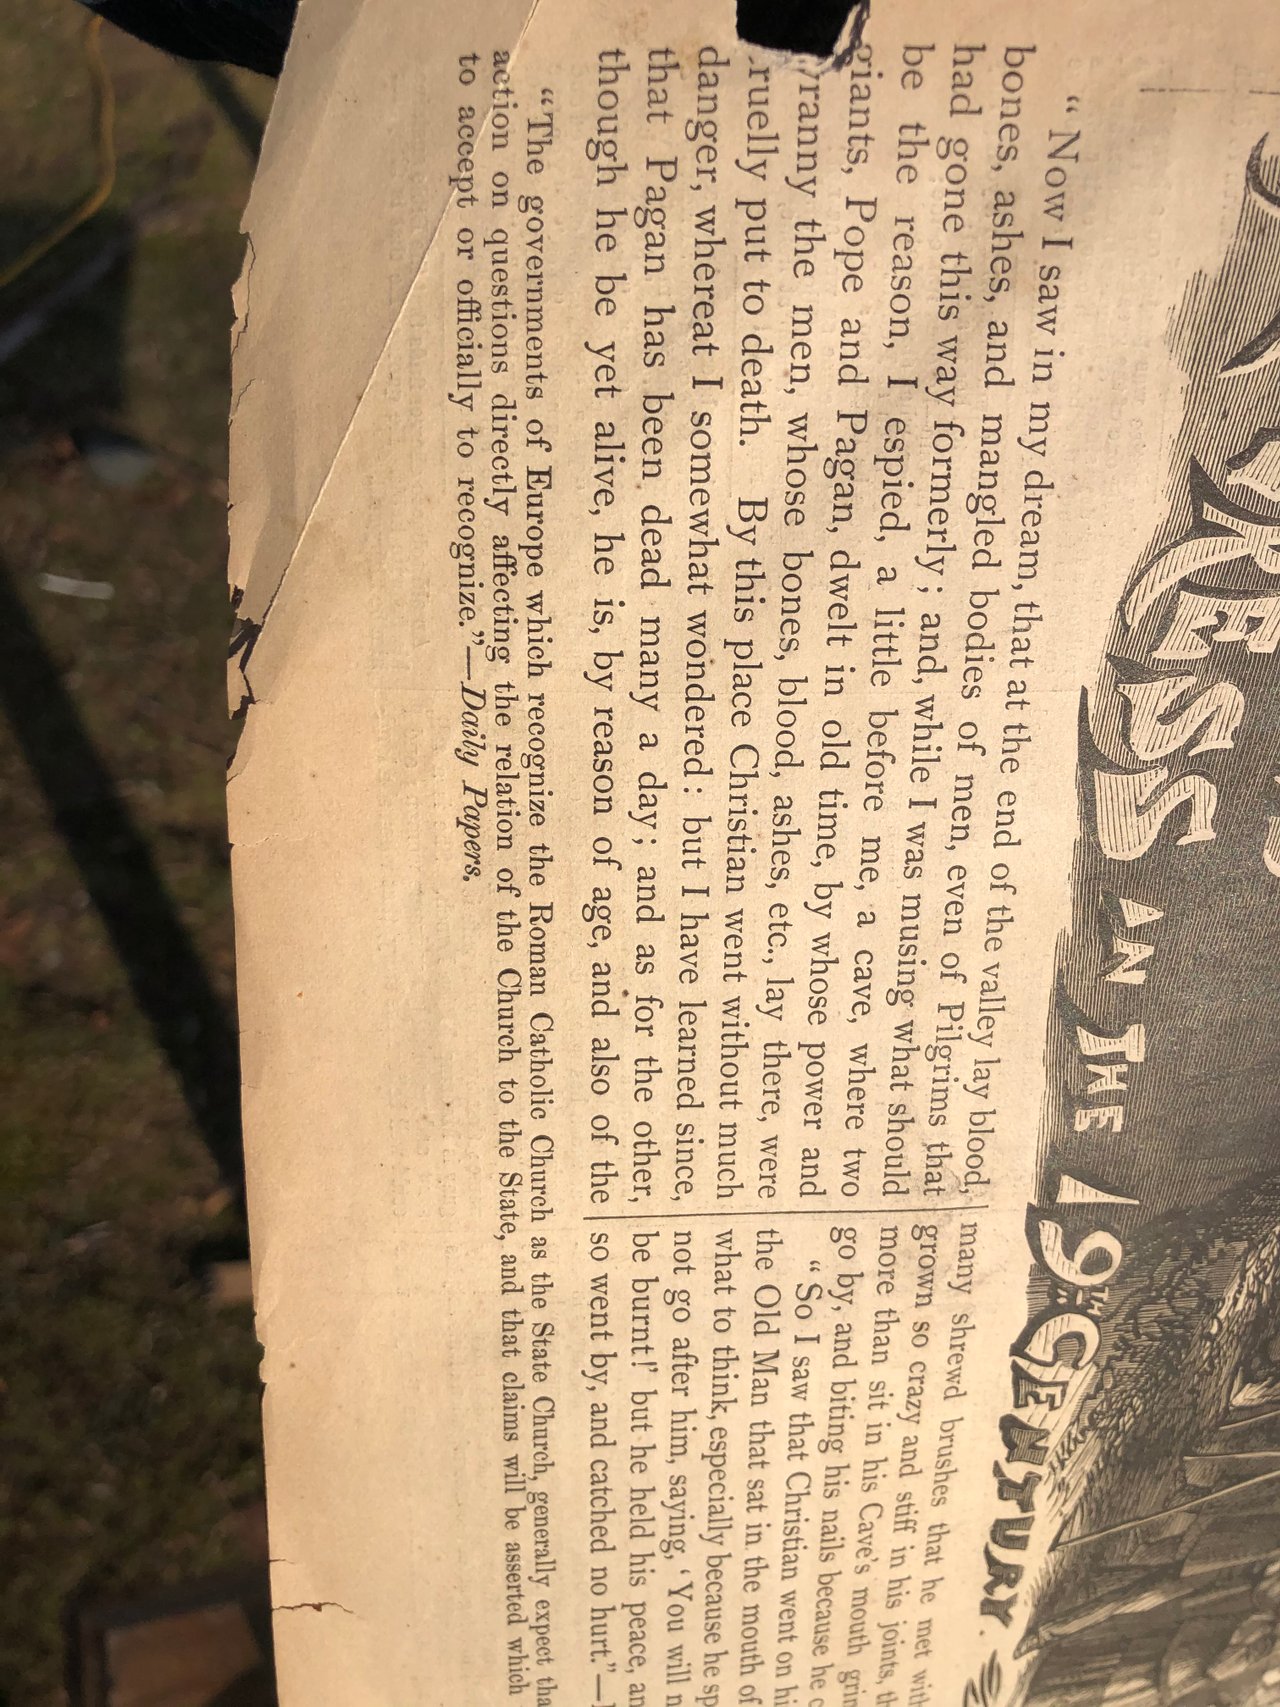 RESS IN THE 19TH CENTURY.
“Now I saw in my dream, that at the end of the valley lay blood,
bones, ashes, and mangled bodies of men, even of Pilgrims that
had gone this way formerly; and, while I was musing what should
be the reason, I espied, a little before me, a cave, where two
giants, Pope and Pagan, dwelt in old time, by whose power and
yranny the men, whose bones, blood, ashes, etc., lay there, were
ruelly put to death. By this place Christian went without much
danger, whereat I somewhat wondered: but I have learned since,
that Pagan has been dead many a day; and as for the other,
though he be yet alive, he is, by reason of age, and also of the
many shrewd brushes that he met with
grown so crazy and stiff in his joints, th
more than sit in his Cave's mouth grin
go by, and biting his nails because he c
“So I saw that Christian went on hi
the Old Man that sat in the mouth of
what to think, especially because he sp
not go after him, saying, ‘You will n
be burnt!’ but he held his peace, an
so went by, and catched no hurt.”—
“The governments of Europe which recognize the Roman Catholic Church as the State Church, generally expect tha
action on questions directly affecting the relation of the Church to the State, and that claims will be asserted which
to accept or officially to recognize.”—Daily Papers.